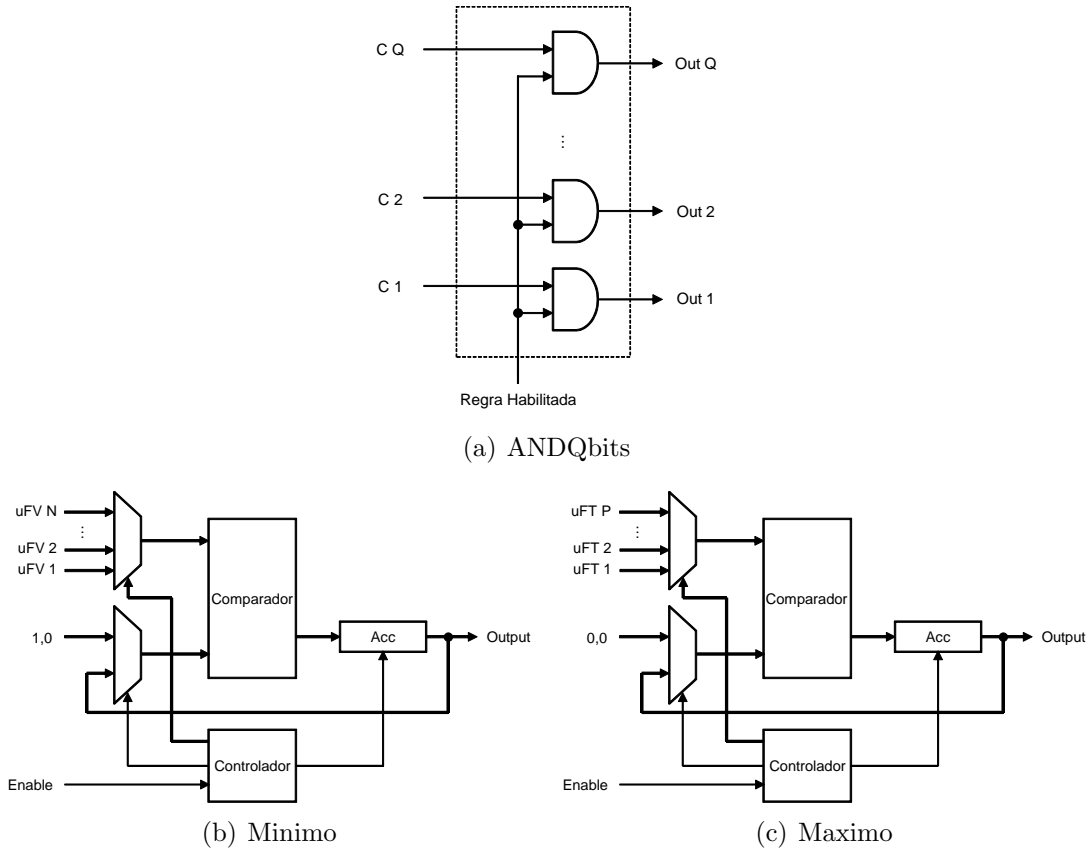 C Q
Out Q
⋮
C 2
Out 2
C 1
Out 1
Regra Habilitada
(a) ANDQbits
uFV N
⋮
uFV 2
uFV 1
Comparador
1,0
Acc
Output
Controlador
Enable
(b) Minimo
uFT P
⋮
uFT 2
uFT 1
Comparador
0,0
Acc
Output
Controlador
Enable
(c) Maximo